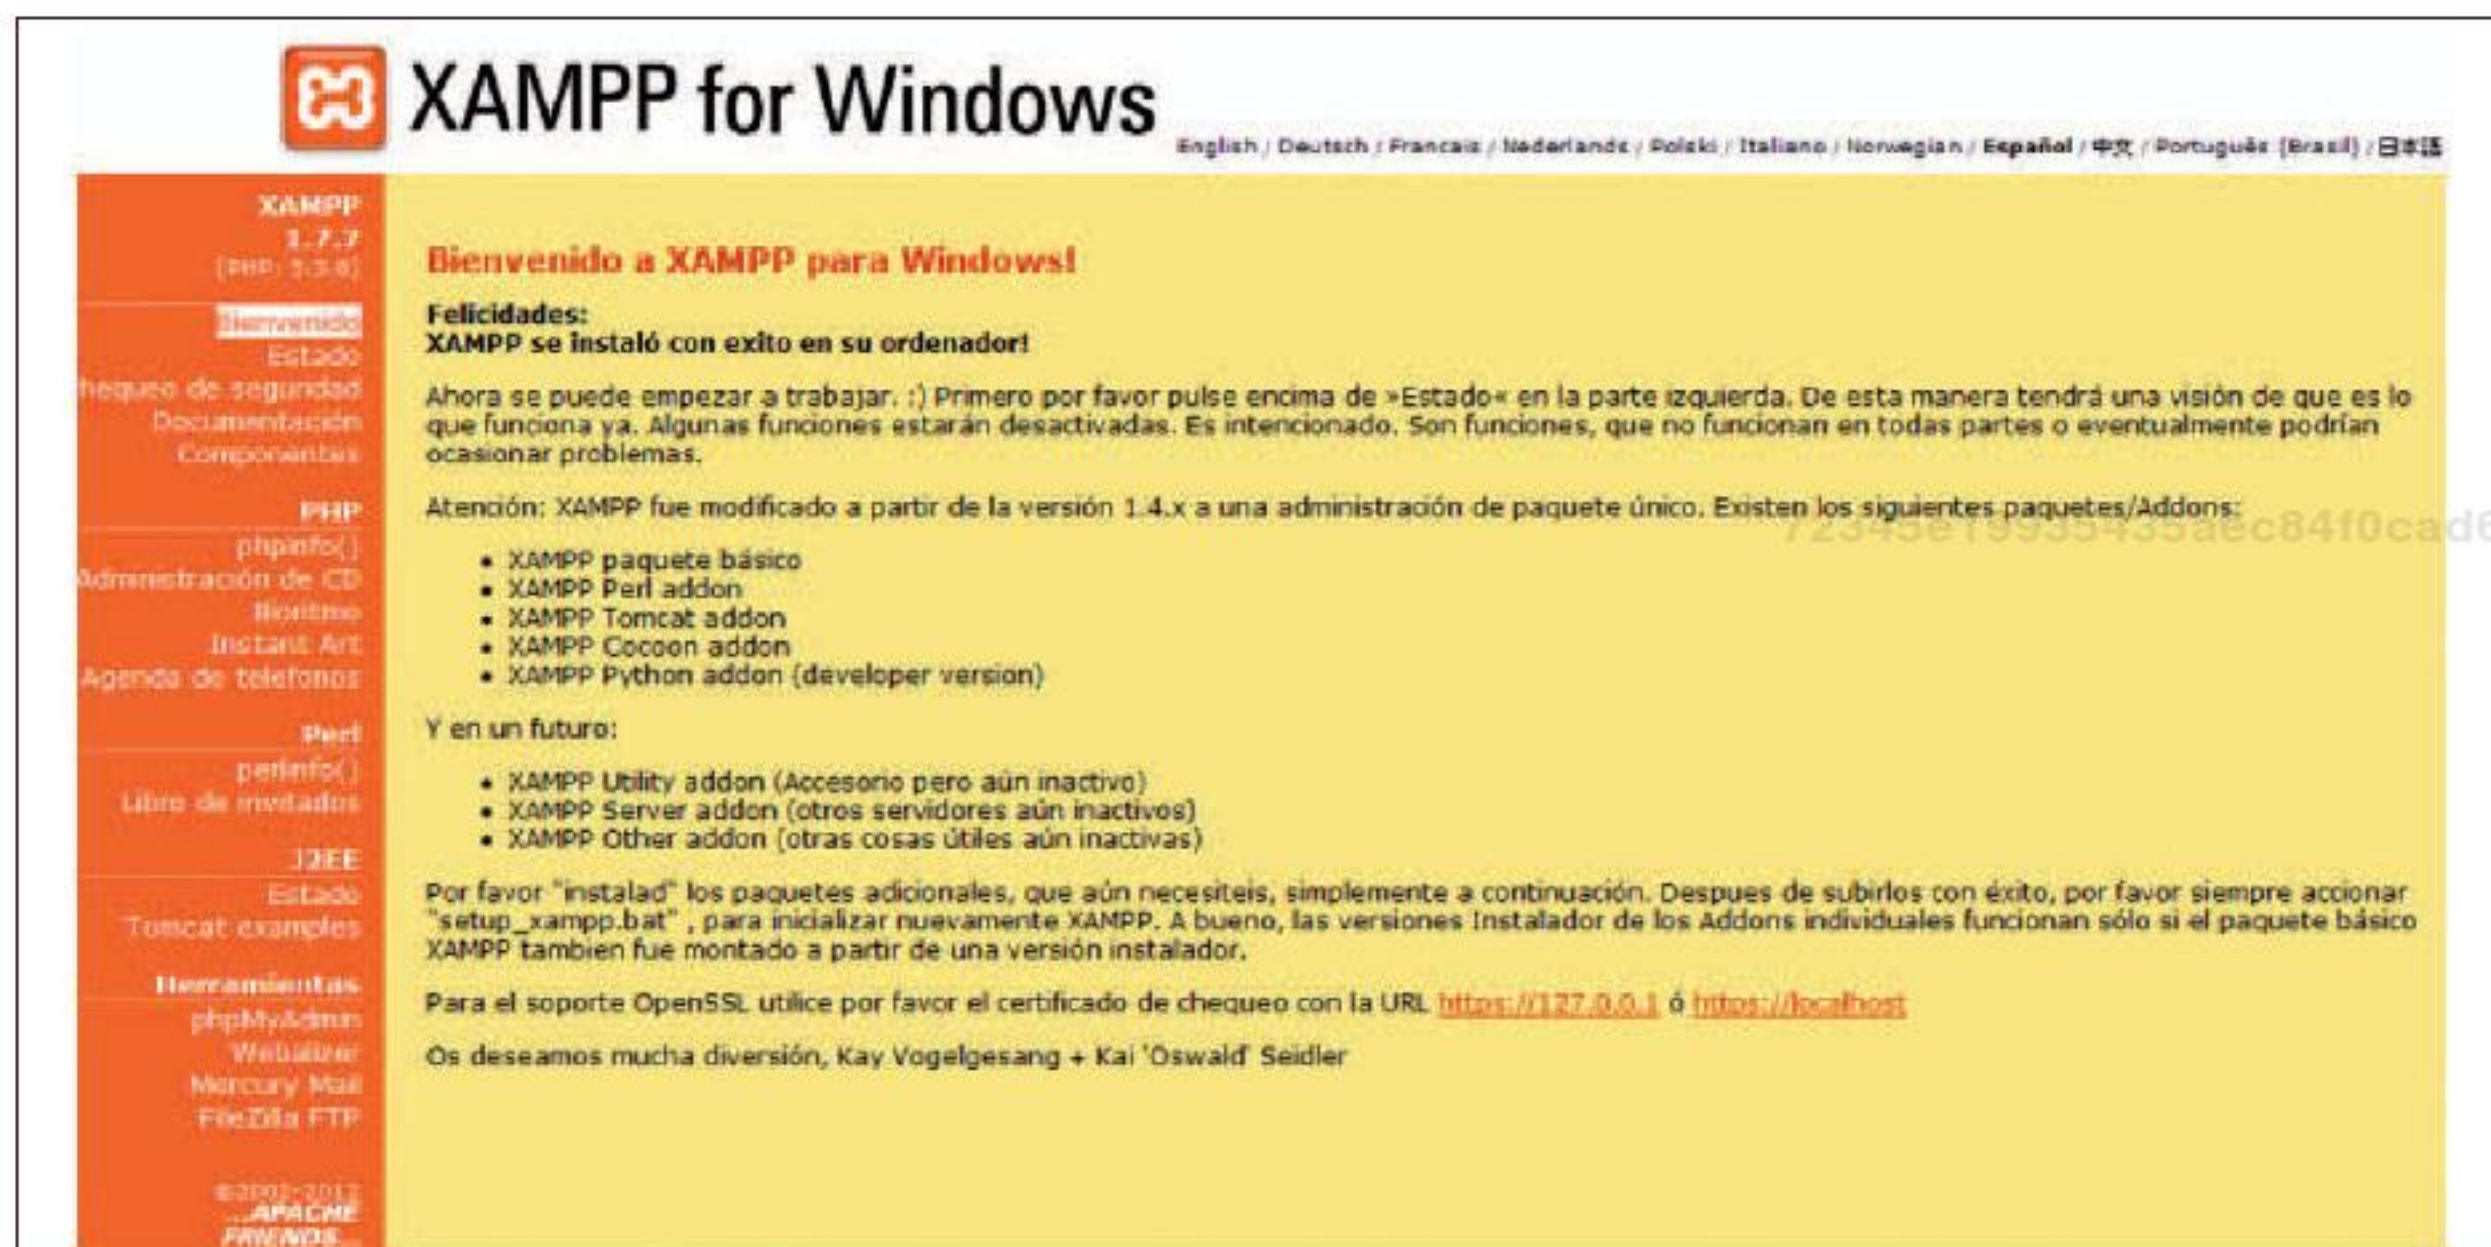 XAMPP for Windows
English / Deutsch / Francais / Nederlands / Polski / Italiano / Norwegian / Español / 中文 / Português (Brasil) / 日本語
XAMPP
1.7.7
Bienvenido
Estado
hequeo de seguridad
Documentación
Componentes
PHP
phpinfo()
Administración de CD
Bioritmo
Instant Art
Agenda de telefonos
Perl
perlinfo()
Libro de invitados
J2EE
Estado
Tomcat examples
Herramientas
phpMyAdmin
Webalizer
Mercury Mail
FileZilla FTP
©2002-2012
...APACHE
FRIENDS...
Bienvenido a XAMPP para Windows!
Felicidades:
XAMPP se instaló con exito en su ordenador!
Ahora se puede empezar a trabajar. :) Primero por favor pulse encima de »Estado« en la parte izquierda. De esta manera tendrá una visión de que es lo
que funciona ya. Algunas funciones estarán desactivadas. Es intencionado. Son funciones, que no funcionan en todas partes o eventualmente podrían
ocasionar problemas.
Atención: XAMPP fue modificado a partir de la versión 1.4.x a una administración de paquete único. Existen los siguientes paquetes/Addons:
72345e19935435aec84f0cad6
• XAMPP paquete básico
• XAMPP Perl addon
• XAMPP Tomcat addon
• XAMPP Cocoon addon
• XAMPP Python addon (developer version)
Y en un futuro:
• XAMPP Utility addon (Accesorio pero aún inactivo)
• XAMPP Server addon (otros servidores aún inactivos)
• XAMPP Other addon (otras cosas útiles aún inactivas)
Por favor "instalad" los paquetes adicionales, que aún necesiteis, simplemente a continuación. Despues de subirlos con éxito, por favor siempre accionar
"setup_xampp.bat" , para inicializar nuevamente XAMPP. A bueno, las versiones Instalador de los Addons individuales funcionan sólo si el paquete básico
XAMPP tambien fue montado a partir de una versión instalador.
Para el soporte OpenSSL utilice por favor el certificado de chequeo con la URL https://127.0.0.1 ó https://localhost
Os deseamos mucha diversión, Kay Vogelgesang + Kai 'Oswald' Seidler